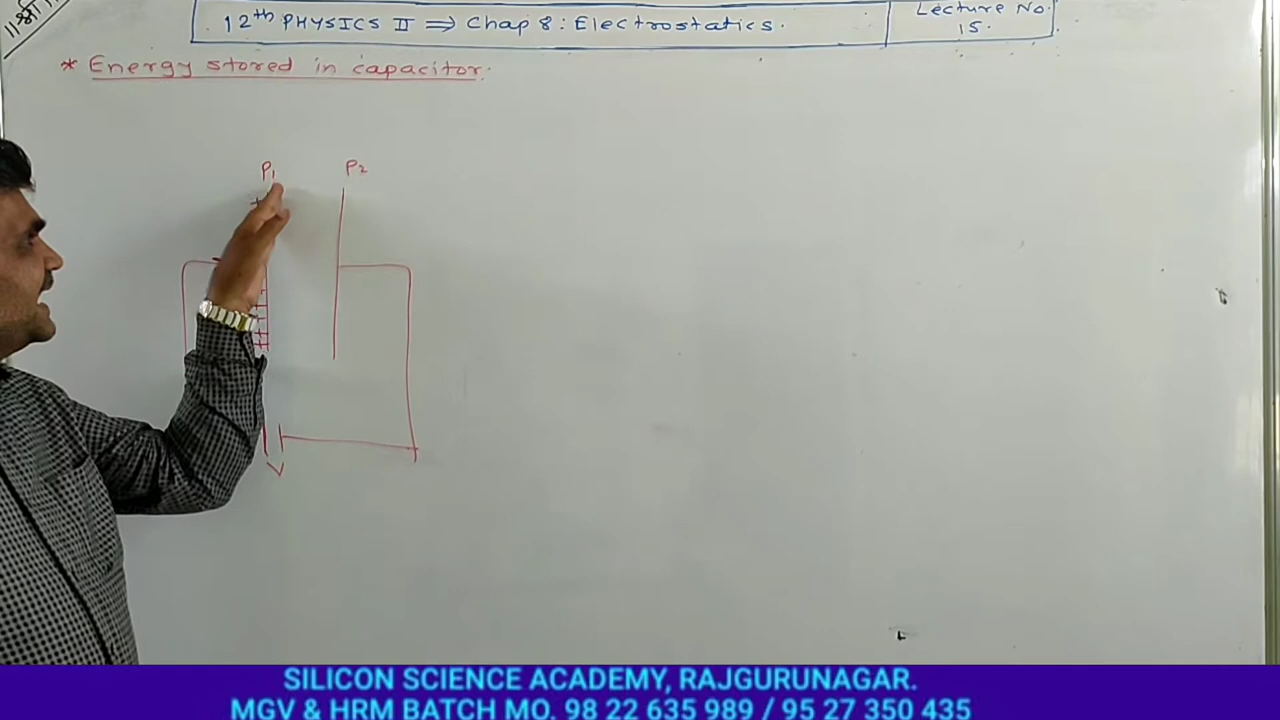 ॥श्री॥
12th PHYSICS II ⇒ Chap 8: Electrostatics.
Lecture No.
15.
* Energy stored in capacitor.
P1 P2
V
SILICON SCIENCE ACADEMY, RAJGURUNAGAR.
MGV & HRM BATCH MO. 98 22 635 989 / 95 27 350 435